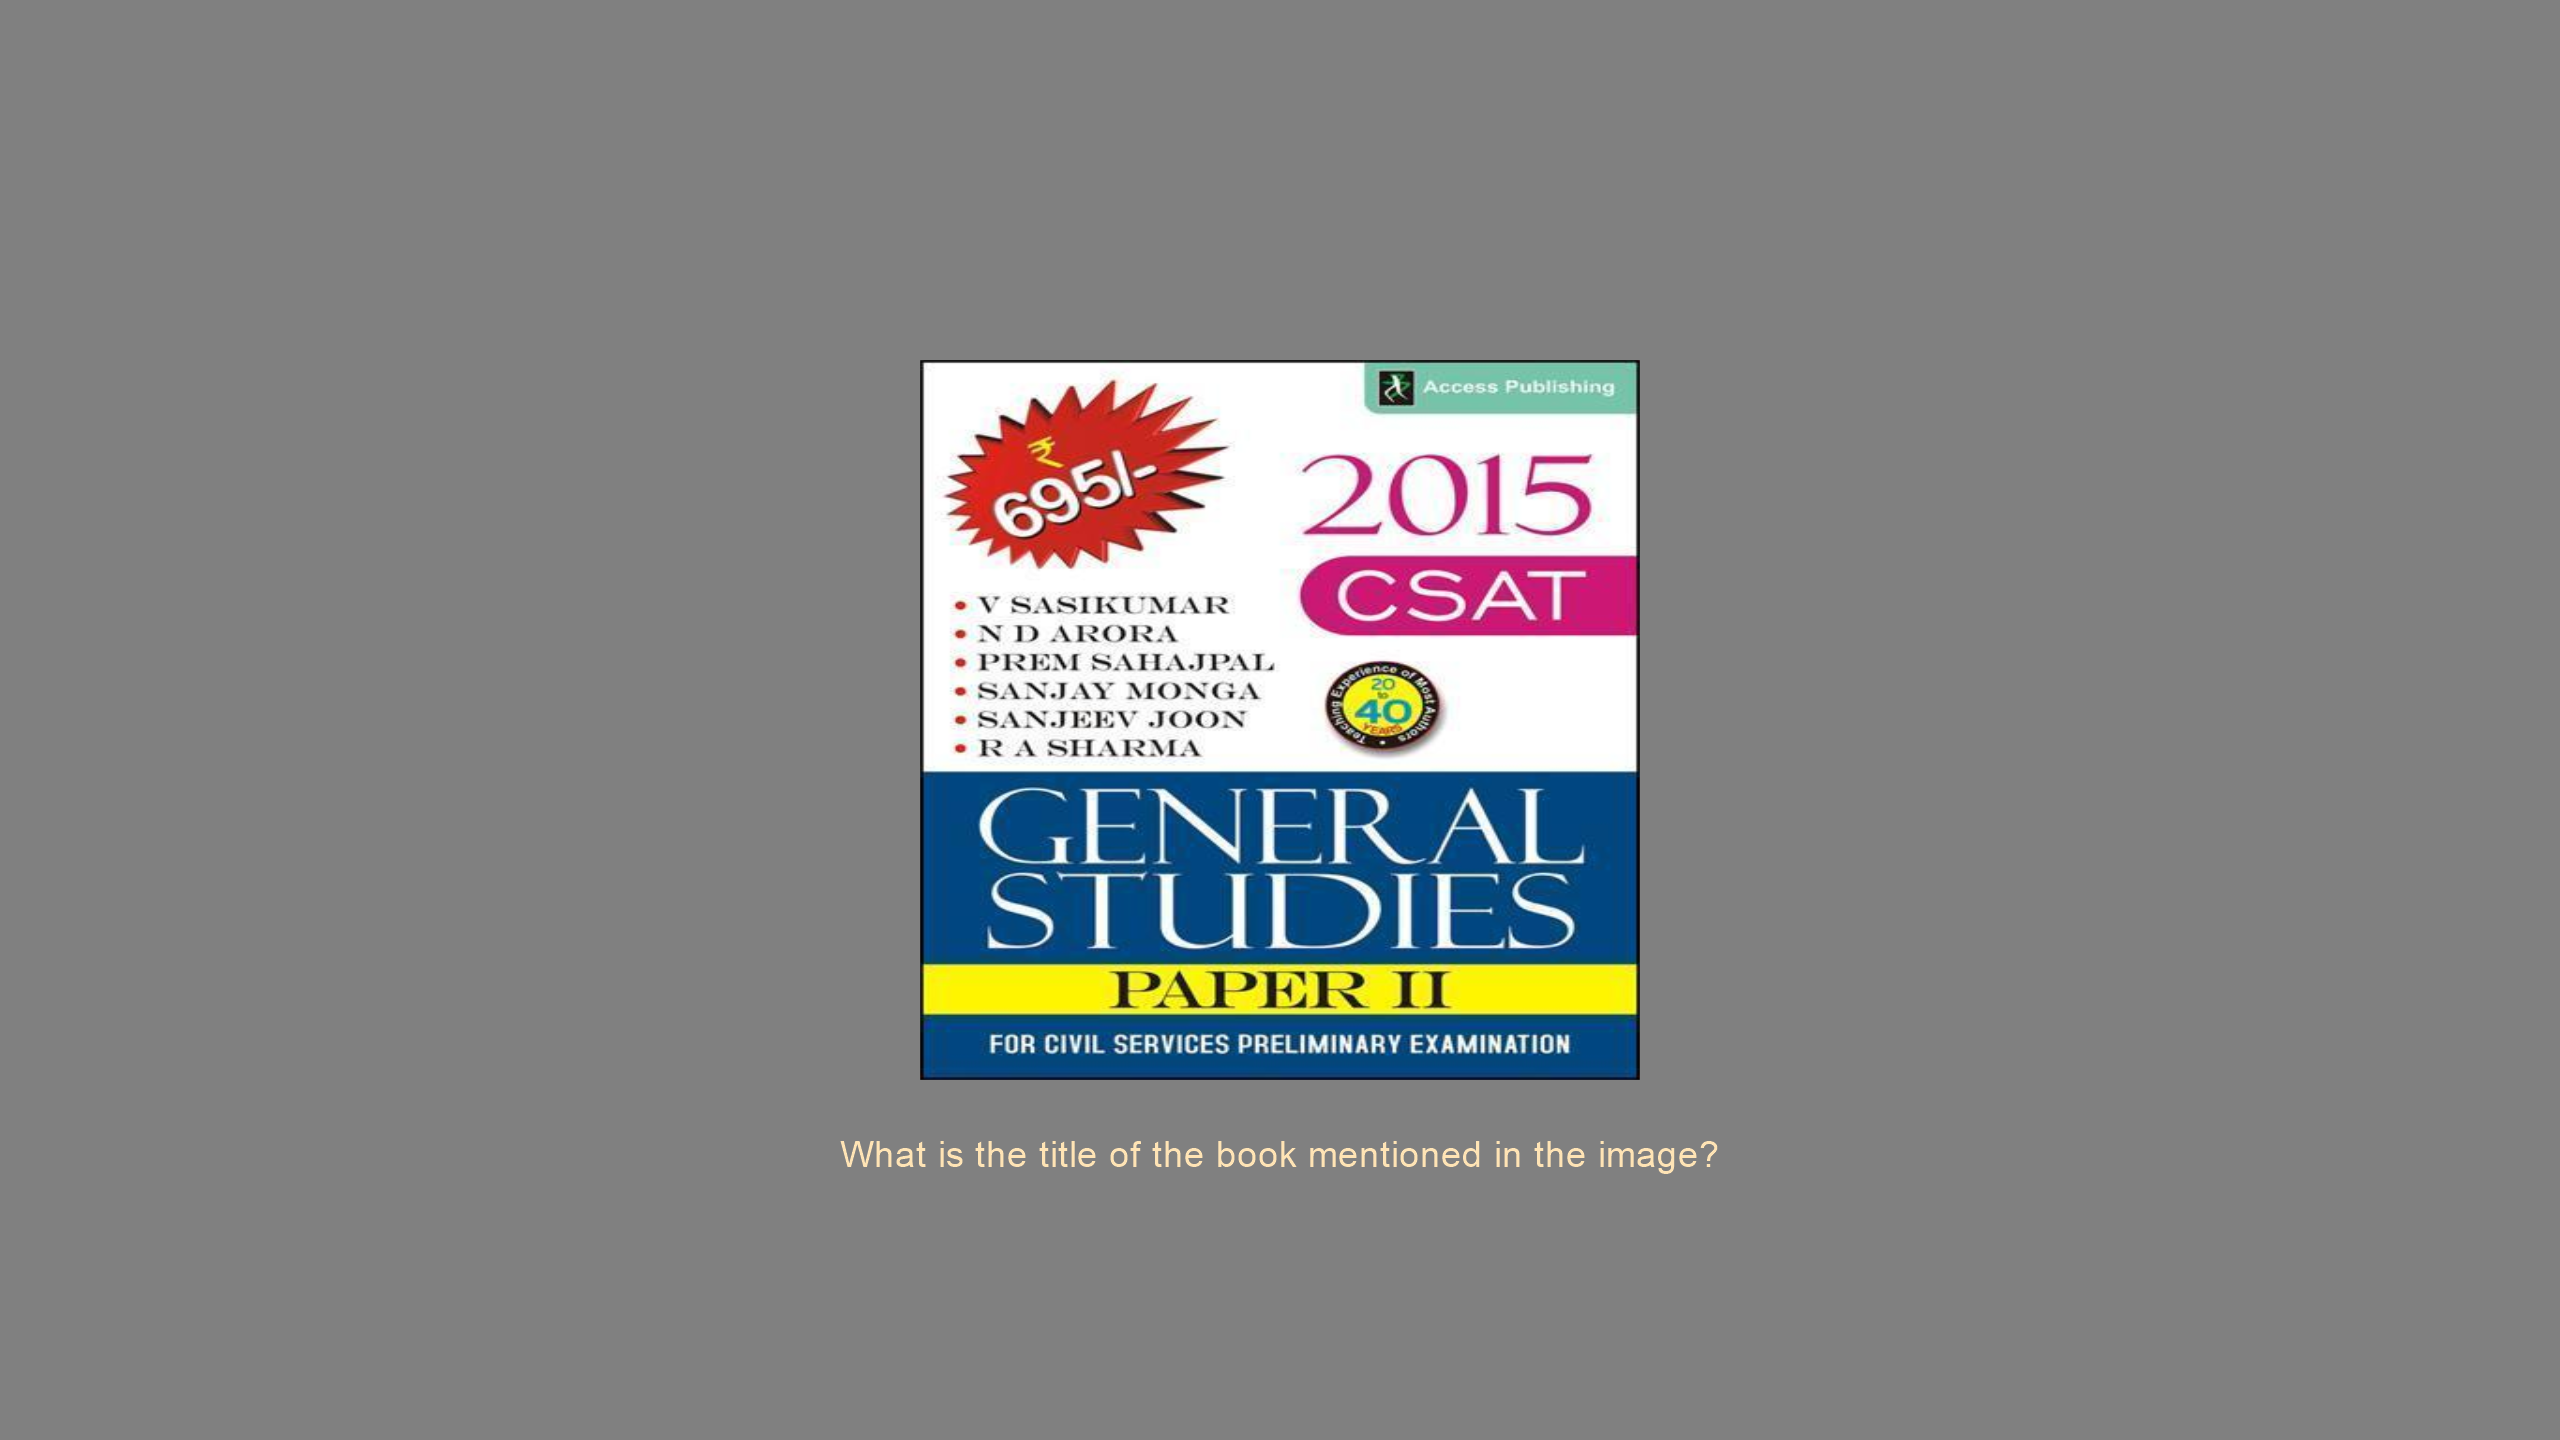 Access Publishing
₹
695/-
2015
CSAT
• V SASIKUMAR
• N D ARORA
• PREM SAHAJPAL
• SANJAY MONGA
• SANJEEV JOON
• R A SHARMA
Teaching Experience of Most Authors •
20
to
40
YEARS
GENERAL
STUDIES
PAPER II
FOR CIVIL SERVICES PRELIMINARY EXAMINATION
What is the title of the book mentioned in the image?